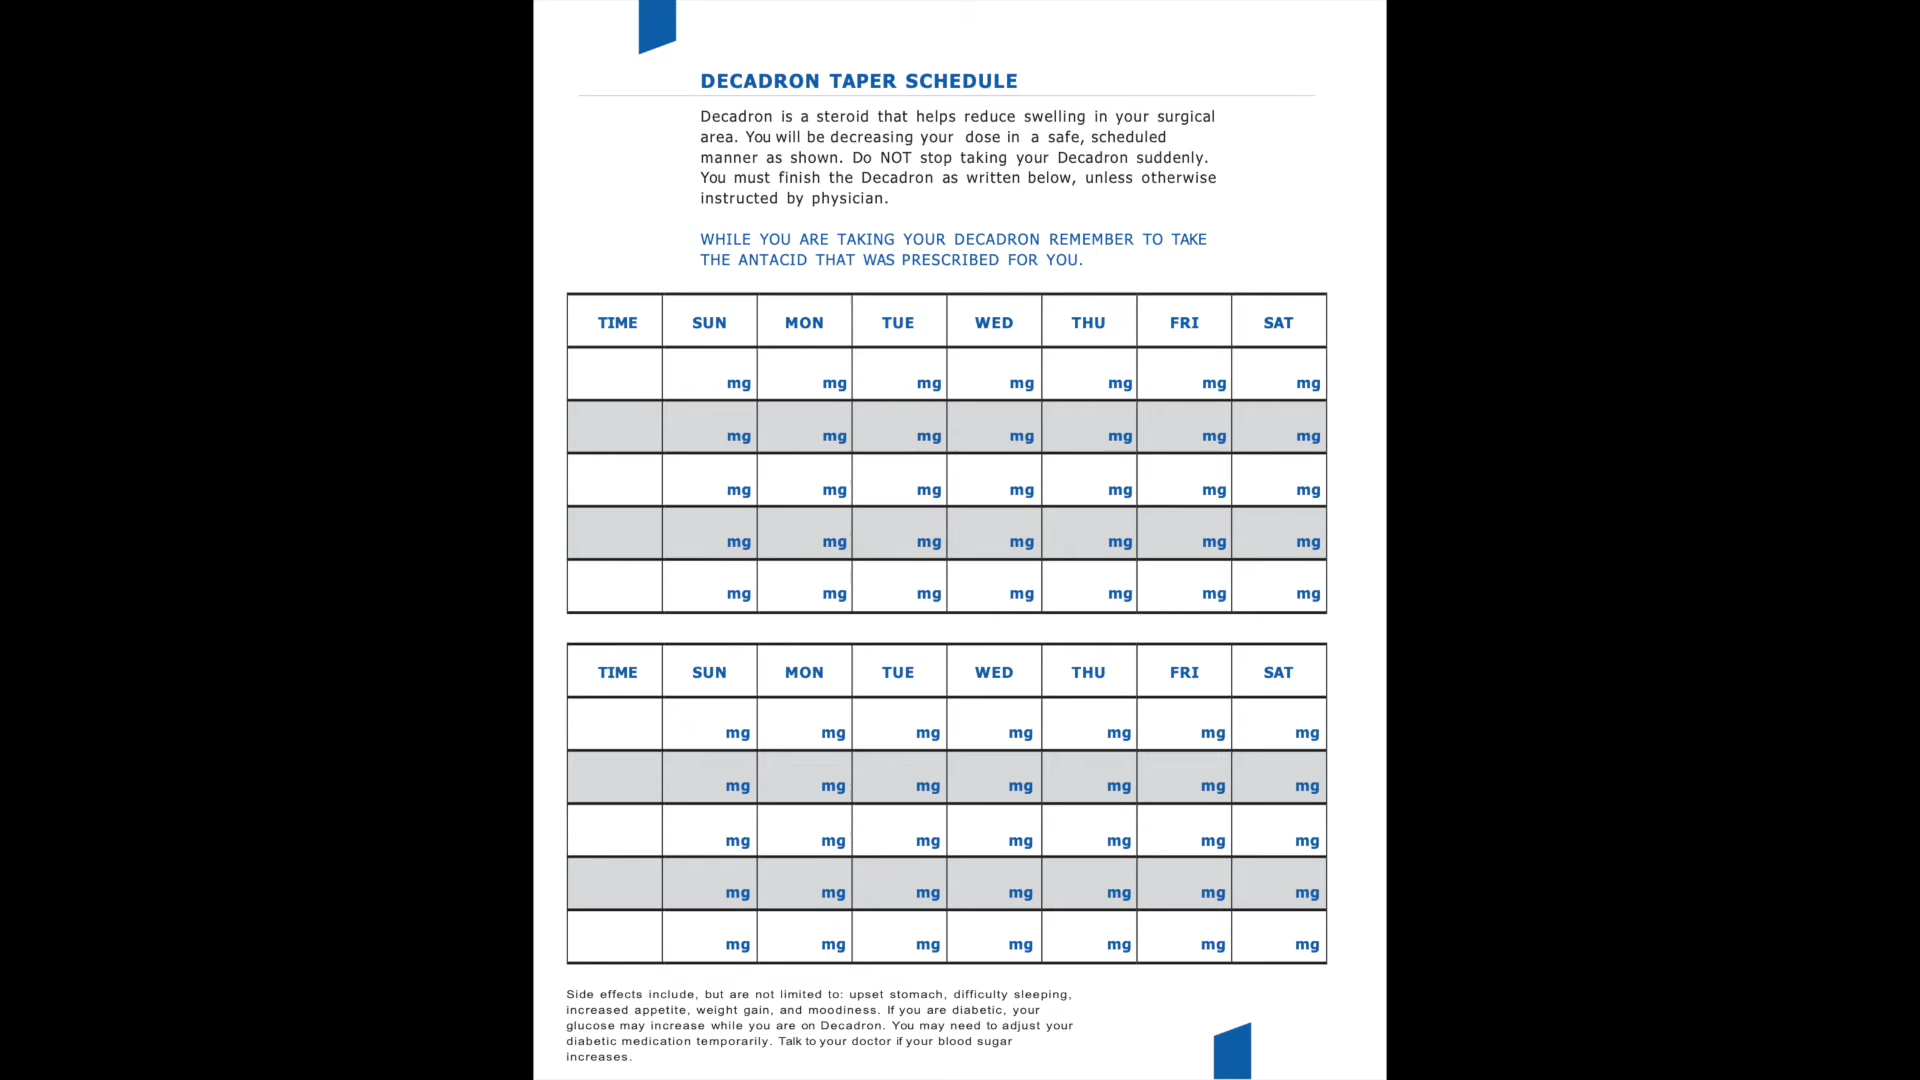 DECADRON TAPER SCHEDULE
Decadron is a steroid that helps reduce swelling in your surgical
area. You will be decreasing your dose in a safe, scheduled
manner as shown. Do NOT stop taking your Decadron suddenly.
You must finish the Decadron as written below, unless otherwise
instructed by physician.
WHILE YOU ARE TAKING YOUR DECADRON REMEMBER TO TAKE
THE ANTACID THAT WAS PRESCRIBED FOR YOU.
TIME SUN MON TUE WED THU FRI SAT
mg mg mg mg mg mg mg
mg mg mg mg mg mg mg
mg mg mg mg mg mg mg
mg mg mg mg mg mg mg
mg mg mg mg mg mg mg
TIME SUN MON TUE WED THU FRI SAT
mg mg mg mg mg mg mg
mg mg mg mg mg mg mg
mg mg mg mg mg mg mg
mg mg mg mg mg mg mg
mg mg mg mg mg mg mg
Side effects include, but are not limited to: upset stomach, difficulty sleeping,
increased appetite, weight gain, and moodiness. If you are diabetic, your
glucose may increase while you are on Decadron. You may need to adjust your
diabetic medication temporarily. Talk to your doctor if your blood sugar
increases.